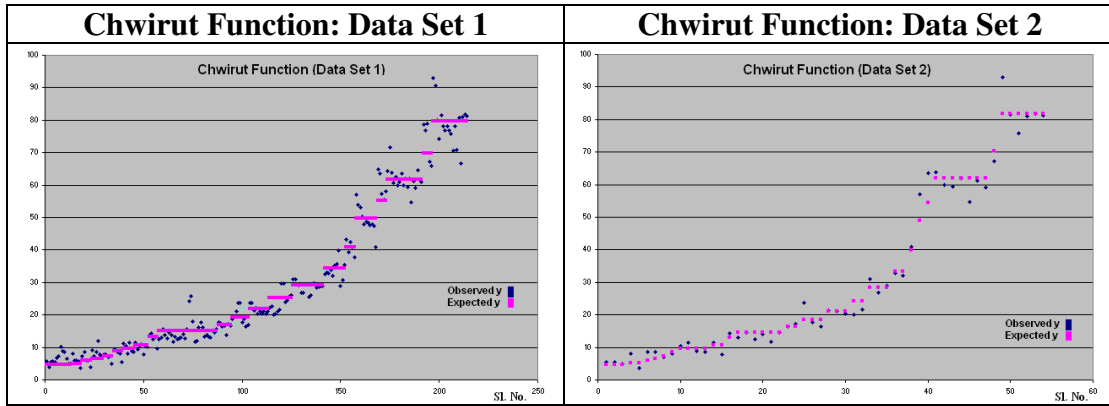 Chwirut Function: Data Set 1
Chwirut Function: Data Set 2
Chwirut Function (Data Set 1)
100
90
80
70
60
50
40
30
20
10
0
0 50 100 150 200 250
Observed y
Expected y
Sl. No.
Chwirut Function (Data Set 2)
100
90
80
70
60
50
40
30
20
10
0
0 10 20 30 40 50 60
Observed y
Expected y
Sl. No.